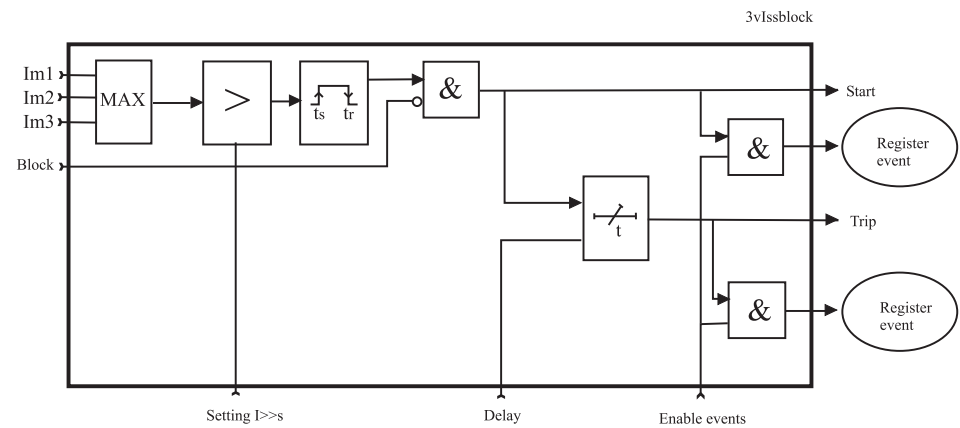 3vIssblock
Im1
Im2
Im3
MAX
>
ts tr
&
Start
Block
&
Register
event
t
Trip
&
Register
event
Setting I>>s
Delay
Enable events